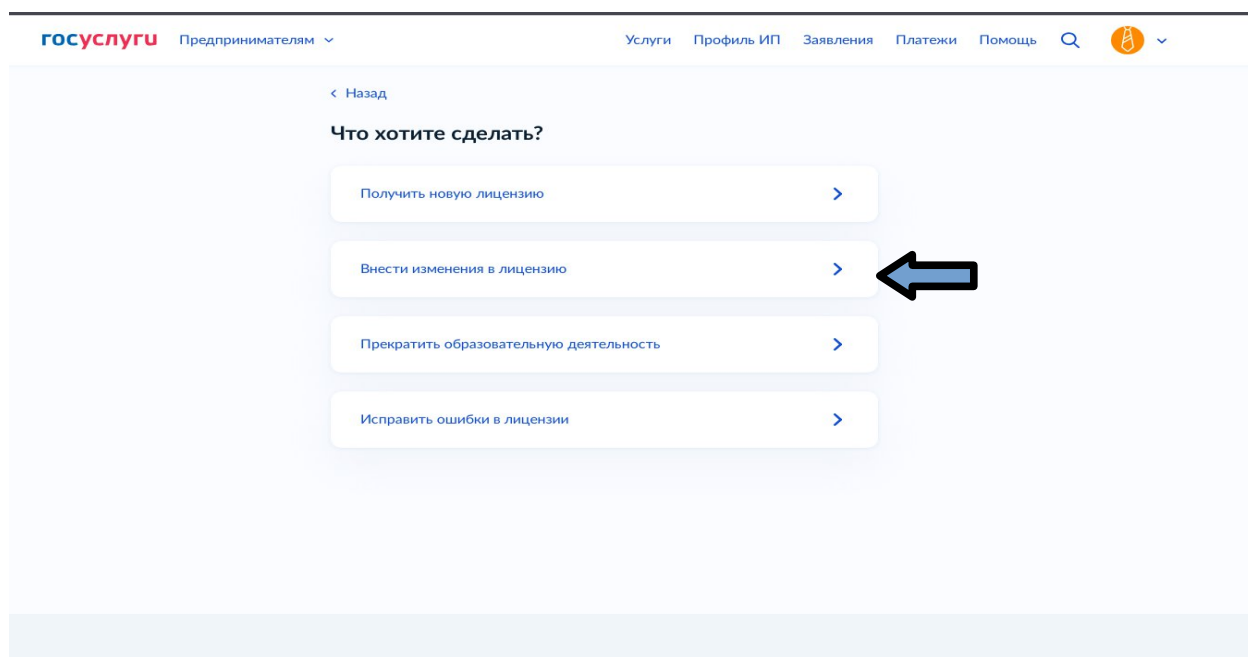 госуслуги Предпринимателям Услуги Профиль ИП Заявления Платежи Помощь
Назад
Что хотите сделать?
Получить новую лицензию
Внести изменения в лицензию
Прекратить образовательную деятельность
Исправить ошибки в лицензии